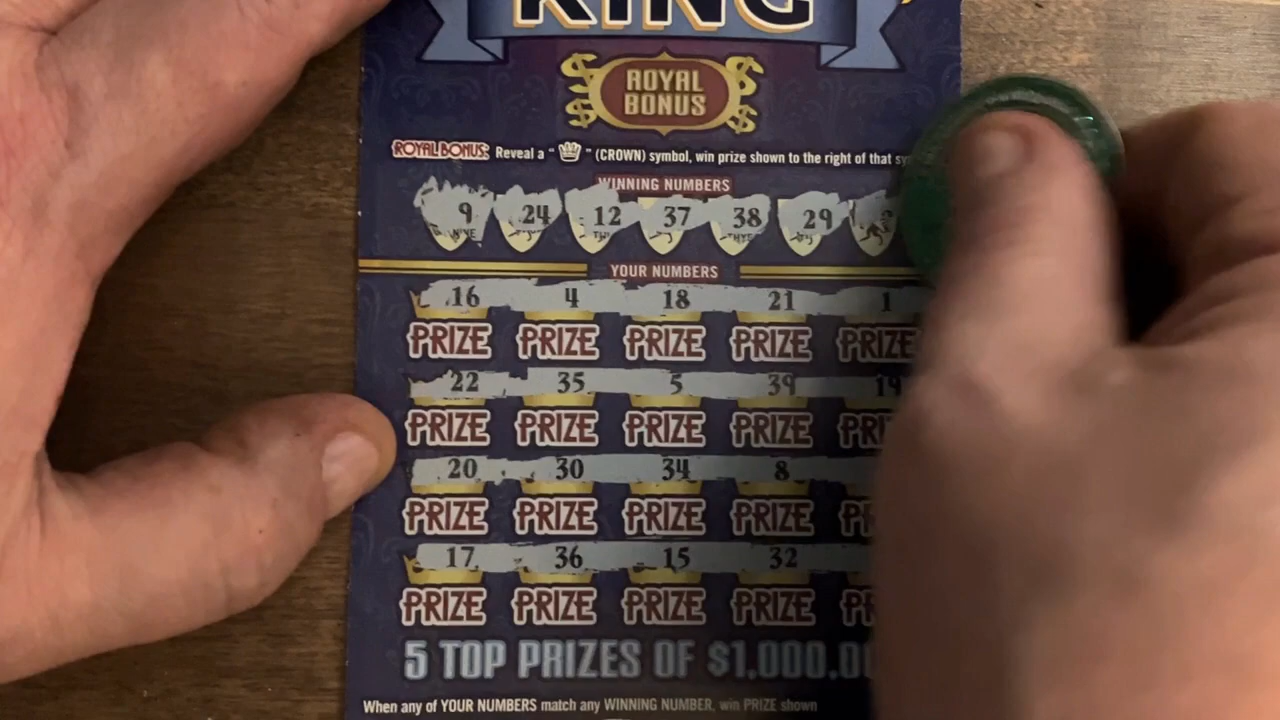 KING
ROYAL
BONUS
ROYAL BONUS: Reveal a " " (CROWN) symbol, win prize shown to the right of that
WINNING NUMBERS
9 24 12 37 38 29
YOUR NUMBERS
16 4 18 21 1
PRIZE PRIZE PRIZE PRIZE PRIZE
22 35 5 39 19
PRIZE PRIZE PRIZE PRIZE
20 30 34 8
PRIZE PRIZE PRIZE PRIZE
17 36 15 32
PRIZE PRIZE PRIZE PRIZE
5 TOP PRIZES OF $1,000,00
When any of YOUR NUMBERS match any WINNING NUMBER, win PRIZE shown